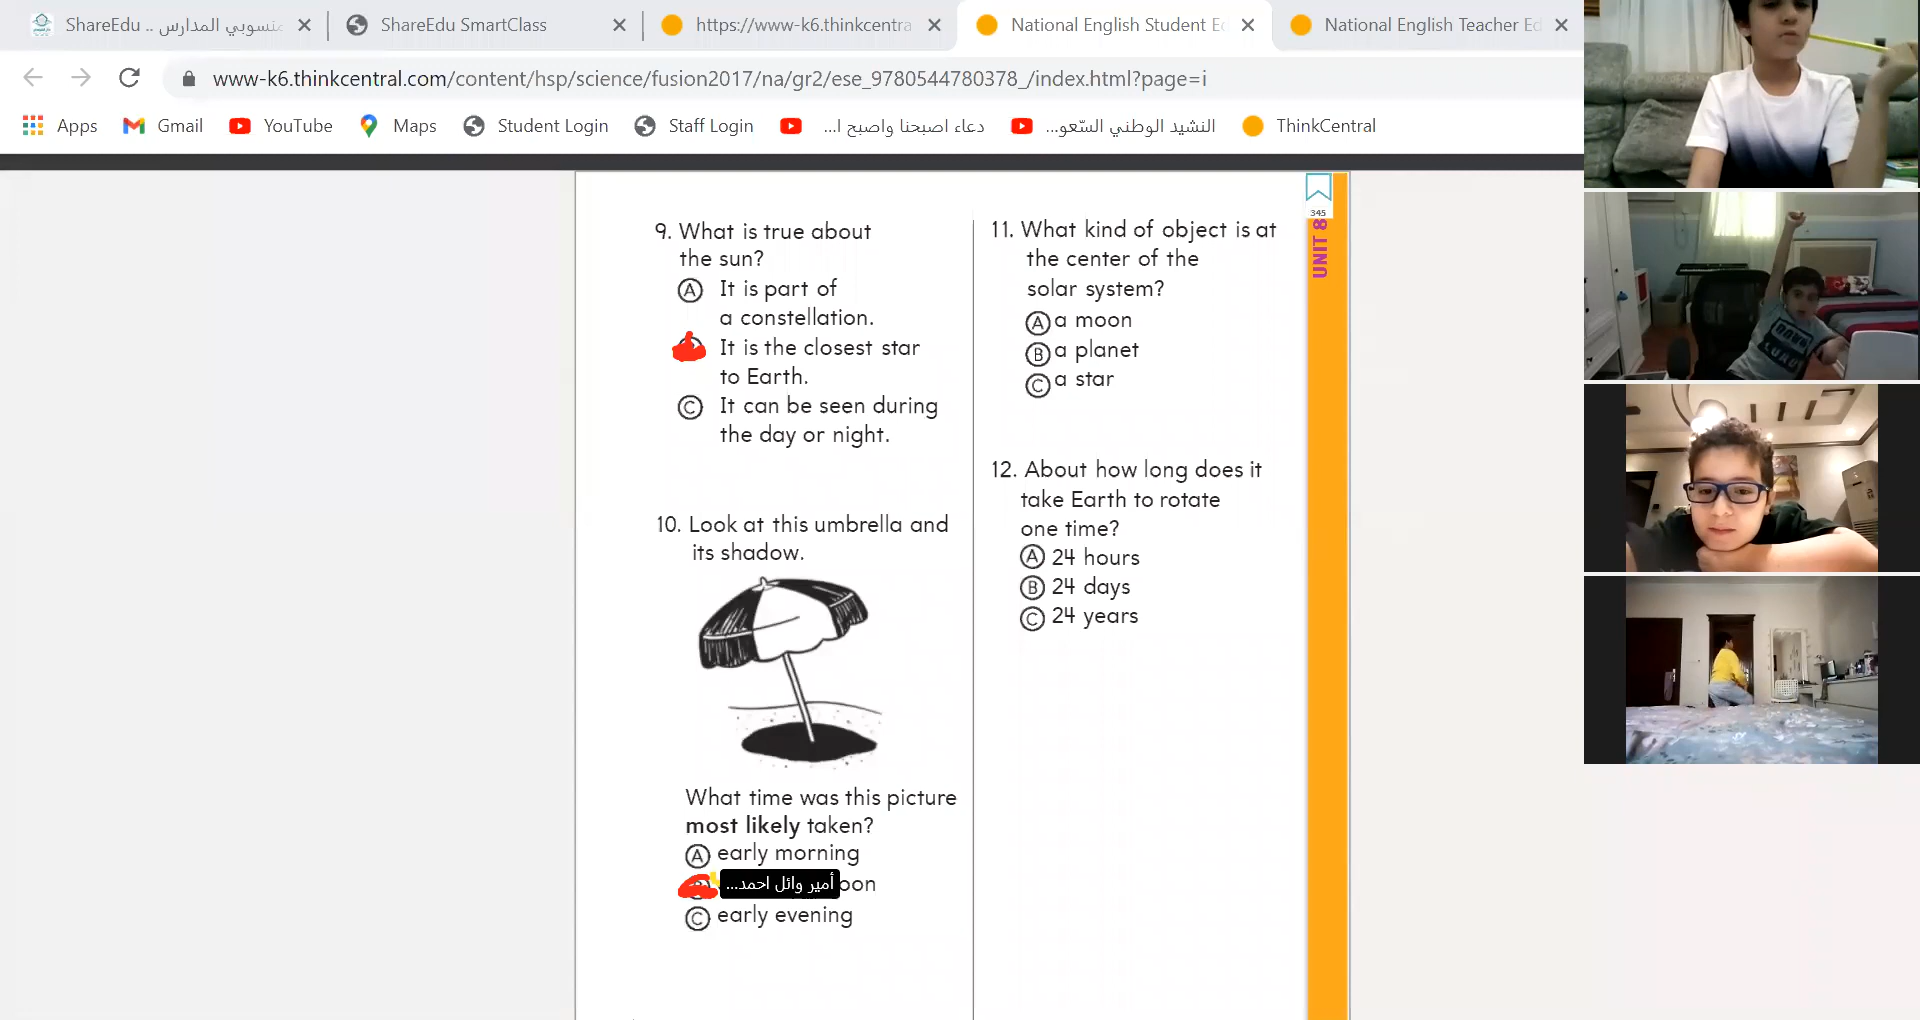 ShareEdu .. منسوبي المدارس
ShareEdu SmartClass
https://www-k6.thinkcentra
National English Student Ed
National English Teacher Ed
www-k6.thinkcentral.com/content/hsp/science/fusion2017/na/gr2/ese_9780544780378_/index.html?page=i
Apps
Gmail
YouTube
Maps
Student Login
Staff Login
دعاء اصبحنا واصبح ا...
النشيد الوطني السّعو...
ThinkCentral
9. What is true about
the sun?
A It is part of
a constellation.
It is the closest star
to Earth.
C It can be seen during
the day or night.
10. Look at this umbrella and
its shadow.
What time was this picture
most likely taken?
A early morning
أمير وائل احمد...
oon
C early evening
11. What kind of object is at
the center of the
solar system?
A a moon
B a planet
C a star
12. About how long does it
take Earth to rotate
one time?
A 24 hours
B 24 days
C 24 years
345
UNIT 8